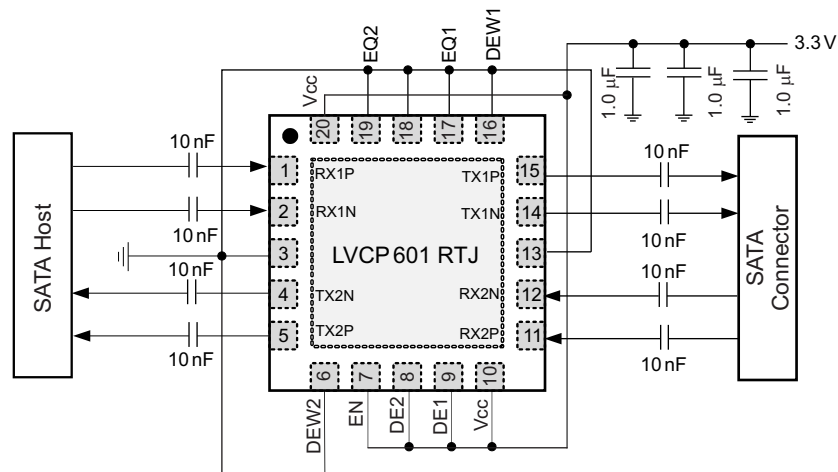 EQ2
EQ1
DEW1
3.3 V
Vcc
1.0 µF
1.0 µF
1.0 µF
20
19
18
17
16
10 nF
10 nF
SATA Host
1
RX1P
TX1P
15
2
RX1N
TX1N
14
10 nF
10 nF
3
LVCP601 RTJ
13
SATA
Connector
10 nF
10 nF
4
TX2N
RX2N
12
5
TX2P
RX2P
11
10 nF
10 nF
6
7
8
9
10
DEW2
EN
DE2
DE1
Vcc